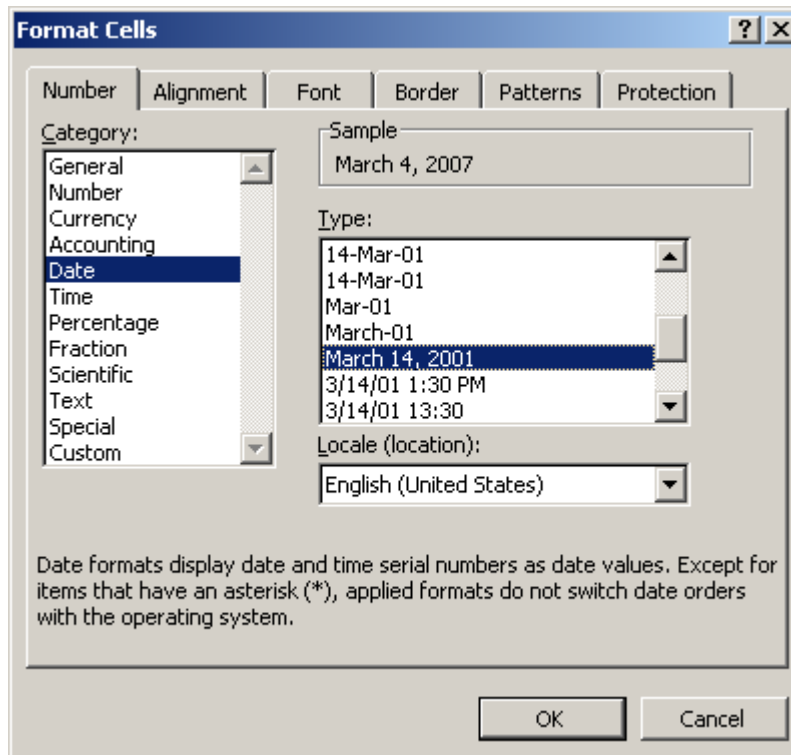 Format Cells
Number Alignment Font Border Patterns Protection
Category:
General
Number
Currency
Accounting
Date
Time
Percentage
Fraction
Scientific
Text
Special
Custom
Sample
March 4, 2007
Type:
14-Mar-01
14-Mar-01
Mar-01
March-01
March 14, 2001
3/14/01 1:30 PM
3/14/01 13:30
Locale (location):
English (United States)
Date formats display date and time serial numbers as date values. Except for
items that have an asterisk (*), applied formats do not switch date orders
with the operating system.
OK Cancel